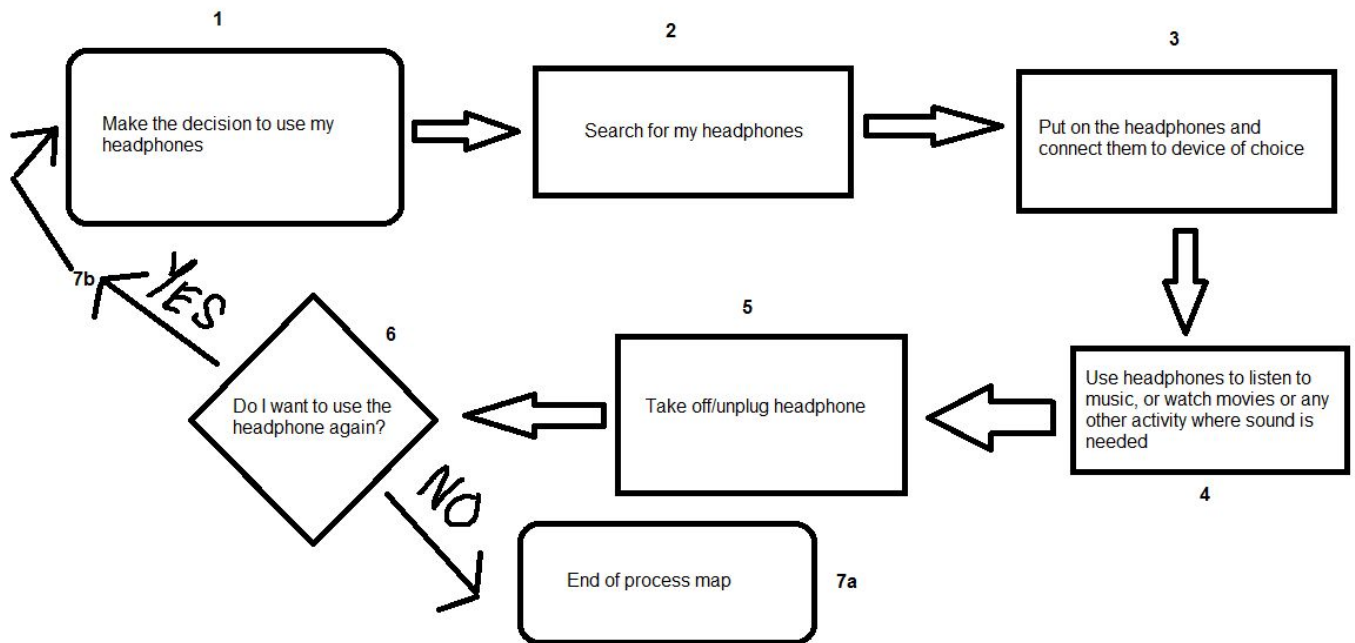 1
Make the decision to use my
headphones
2
Search for my headphones
3
Put on the headphones and
connect them to device of choice
Use headphones to listen to
music, or watch movies or any
other activity where sound is
needed
4
5
Take off/unplug headphone
6
Do I want to use the
headphone again?
7b
YES
NO
End of process map
7a